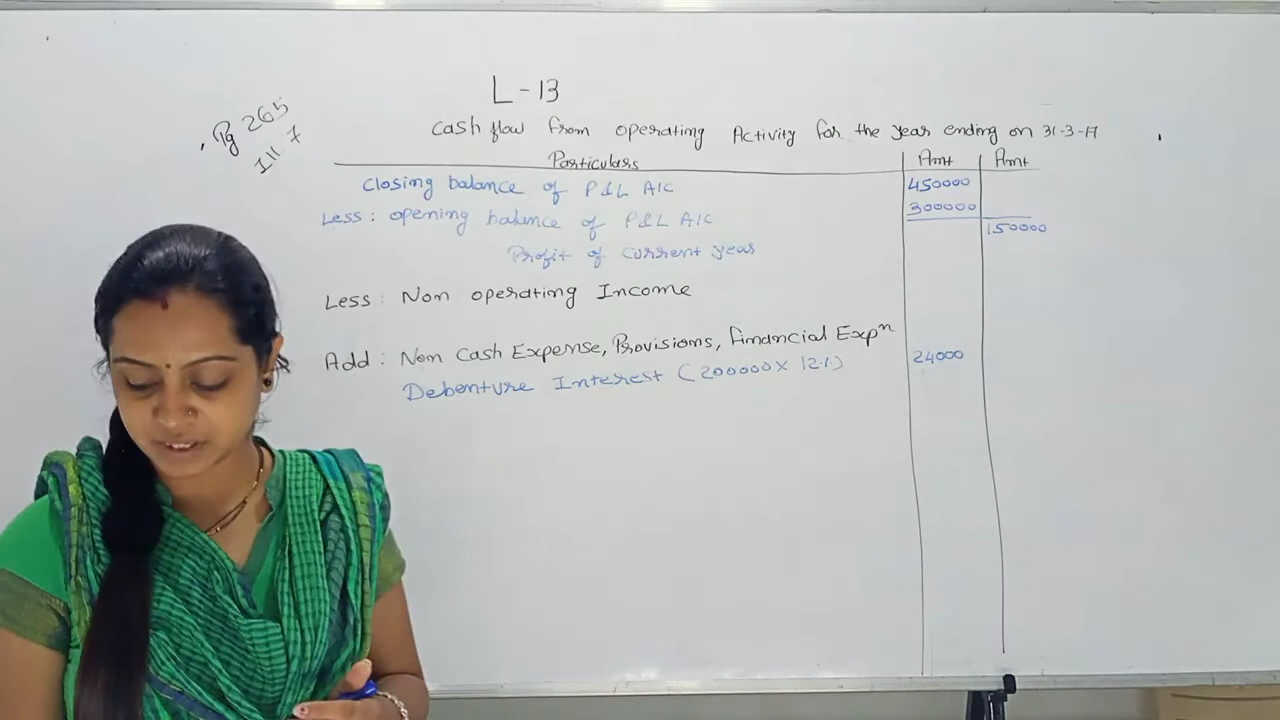 L-13
Pg 265
Ill 7
Cash flow from operating Activity for the year ending on 31-3-17
Particulars Amt Amt
Closing balance of P&L A/C 450000
Less: opening balance of P&L A/C 300000
Profit of current year 150000
Less: Non operating Income
Add: Non Cash Expense, Provisions, Financial Expn
Debenture Interest (200000 x 12%) 24000